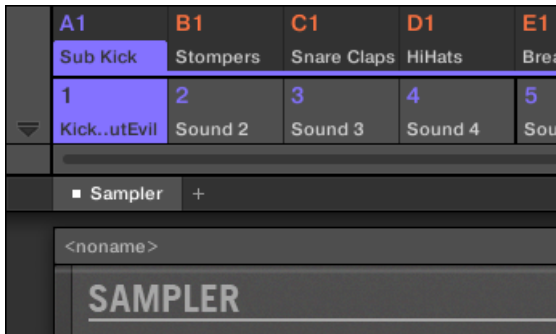 A1 B1 C1 D1 E1
Sub Kick Stompers Snare Claps HiHats
1 2 3 4 5
Kick..utEvil Sound 2 Sound 3 Sound 4
Sampler +
<noname>
SAMPLER